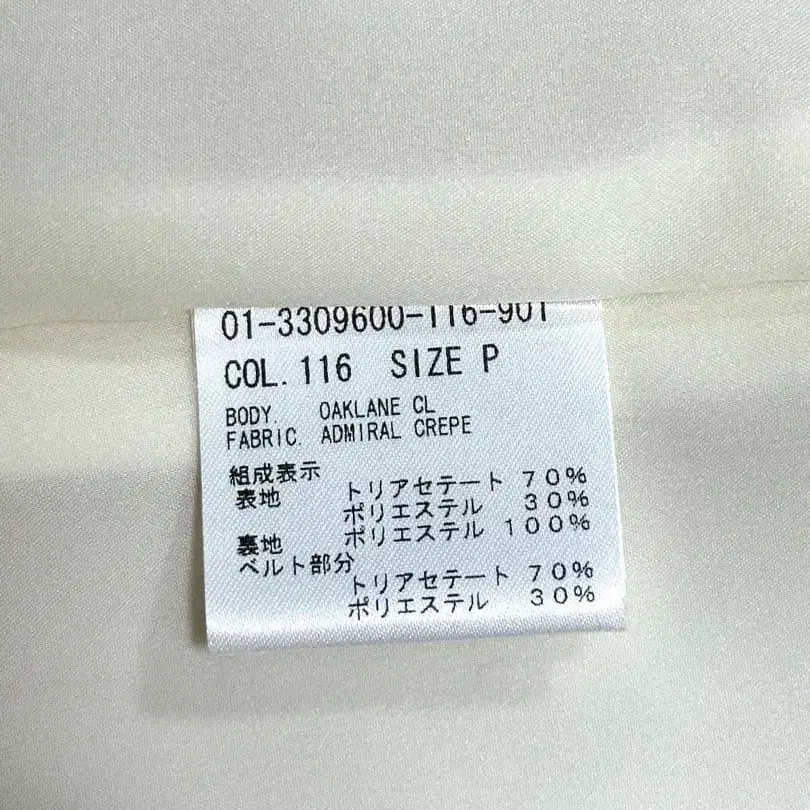 01-3309600-116-901
COL.116 SIZE P
BODY. OAKLANE CL
FABRIC. ADMIRAL CREPE
組成表示
表地 トリアセテート 70%
ポリエステル 30%
裏地 ポリエステル 100%
ベルト部分
トリアセテート 70%
ポリエステル 30%